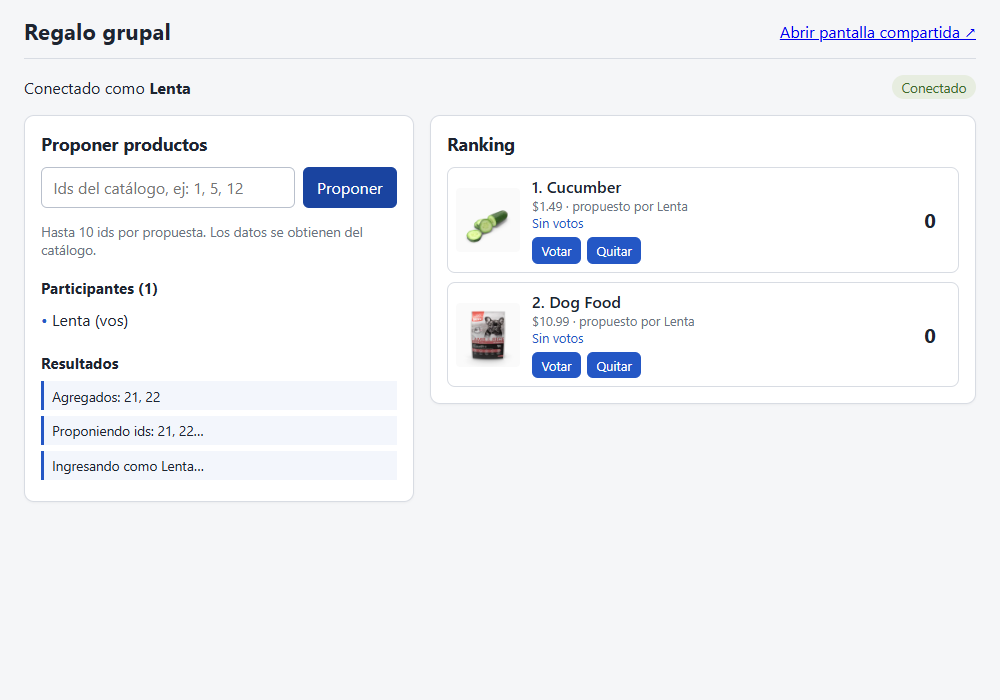 Regalo grupal
Abrir pantalla compartida ↗
Conectado como Lenta
Conectado
Proponer productos
Ids del catálogo, ej: 1, 5, 12
Proponer
Hasta 10 ids por propuesta. Los datos se obtienen del
catálogo.
Participantes (1)
• Lenta (vos)
Resultados
Agregados: 21, 22
Proponiendo ids: 21, 22...
Ingresando como Lenta...
Ranking
1. Cucumber
$1.49 · propuesto por Lenta
Sin votos
Votar
Quitar
0
2. Dog Food
$10.99 · propuesto por Lenta
Sin votos
Votar
Quitar
0